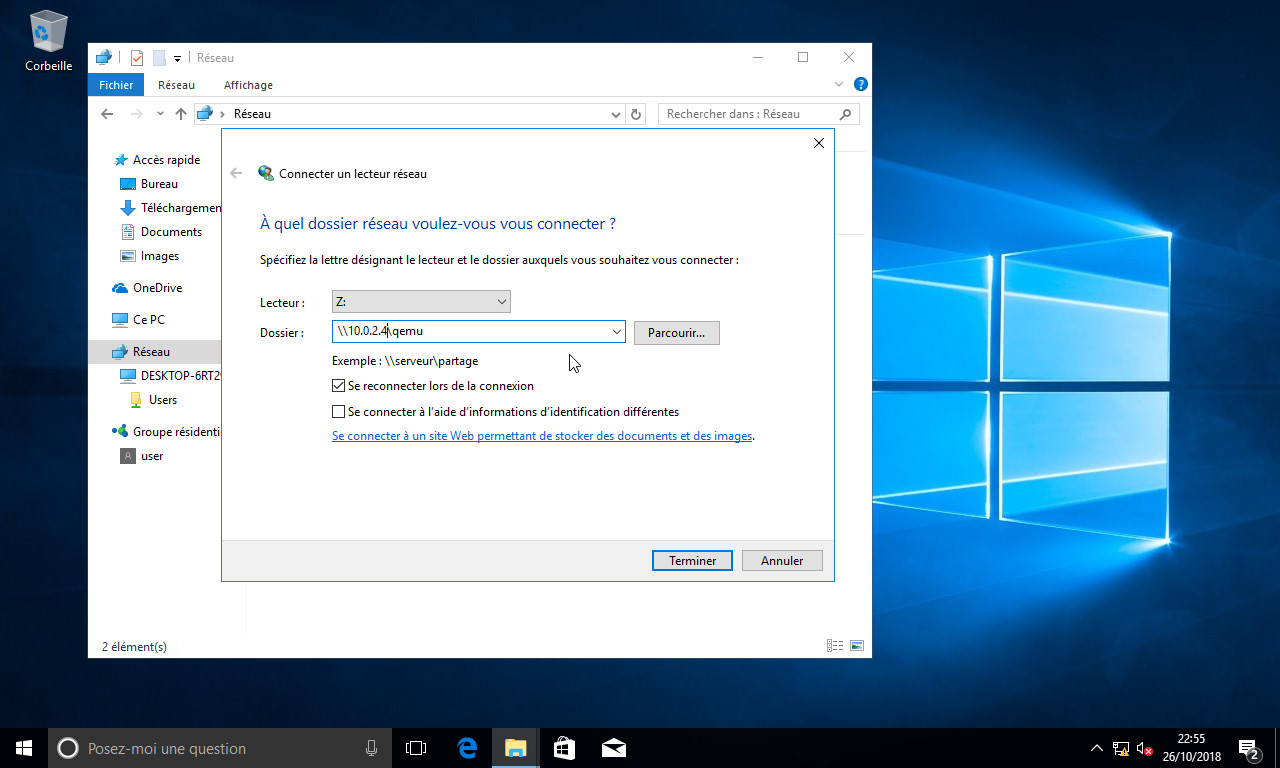 Corbeille
Réseau
Fichier
Réseau
Affichage
Réseau
Rechercher dans : Réseau
Accès rapide
Bureau
Téléchargemen
Documents
Images
OneDrive
Ce PC
Réseau
DESKTOP-6RT29
Users
Groupe résidenti
user
Connecter un lecteur réseau
À quel dossier réseau voulez-vous vous connecter ?
Spécifiez la lettre désignant le lecteur et le dossier auxquels vous souhaitez vous connecter :
Lecteur :
Z:
Dossier :
\\10.0.2.4\qemu
Parcourir...
Exemple : \\serveur\partage
Se reconnecter lors de la connexion
Se connecter à l'aide d'informations d'identification différentes
Se connecter à un site Web permettant de stocker des documents et des images.
Terminer
Annuler
2 élément(s)
Posez-moi une question
22:55
26/10/2018
2